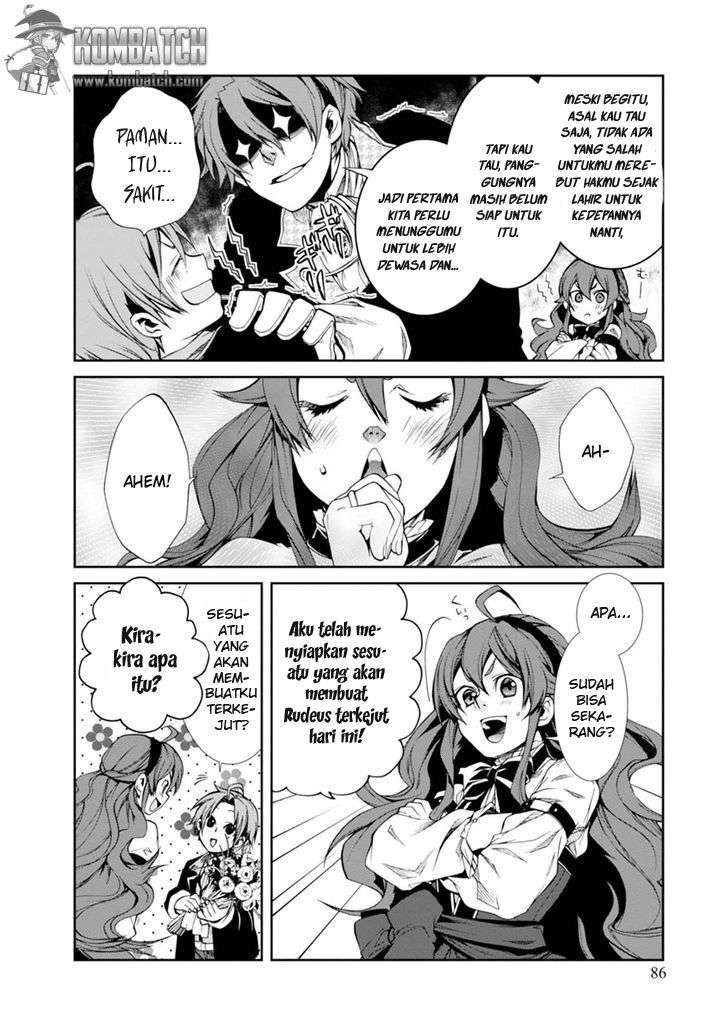 KOMBATCH
www.kombatch.com
MESKI BEGITU,
ASAL KAU TAU
SAJA, TIDAK ADA
YANG SALAH
UNTUKMU MERE-
BUT HAKMU SEJAK
LAHIR UNTUK
KEDEPANNYA
NANTI,
TAPI KAU
TAU, PANG-
GUNGNYA
MASIH BELUM
SIAP UNTUK
ITU.
JADI PERTAMA
KITA PERLU
MENUNGGUMU
UNTUK LEBIH
DEWASA DAN...
PAMAN...
ITU...
SAKIT...
AH-
AHEM!
APA...
SUDAH
BISA
SEKA-
RANG?
Aku telah me-
nyiapkan sesu-
atu yang akan
membuat
Rudeus terkejut
hari ini!
SESU-
ATU
YANG
AKAN
MEM-
BUATKU
TERKE-
JUT?
Kira-
kira apa
itu?
86